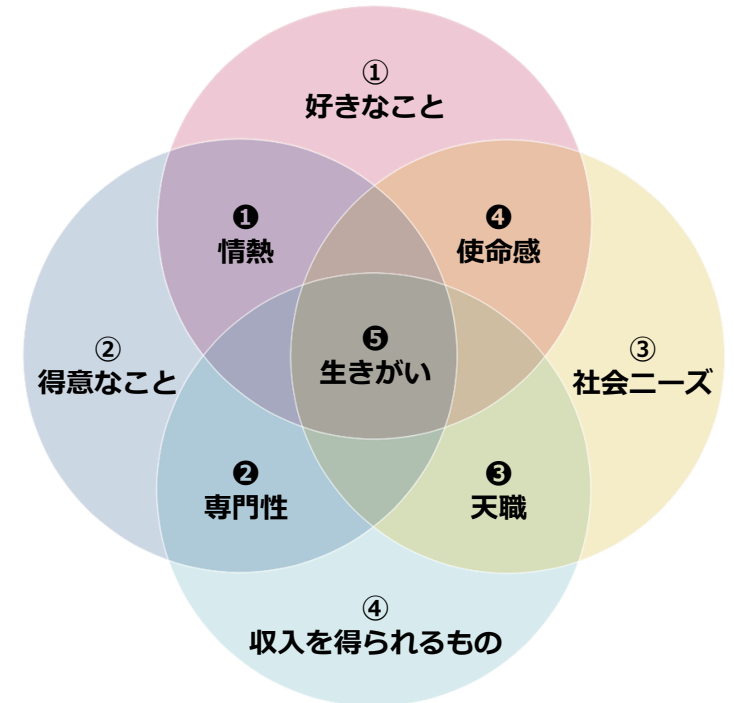 ①
好きなこと
❶
情熱
❹
使命感
②
得意なこと
❺
生きがい
③
社会ニーズ
❷
専門性
❸
天職
④
収入を得られるもの